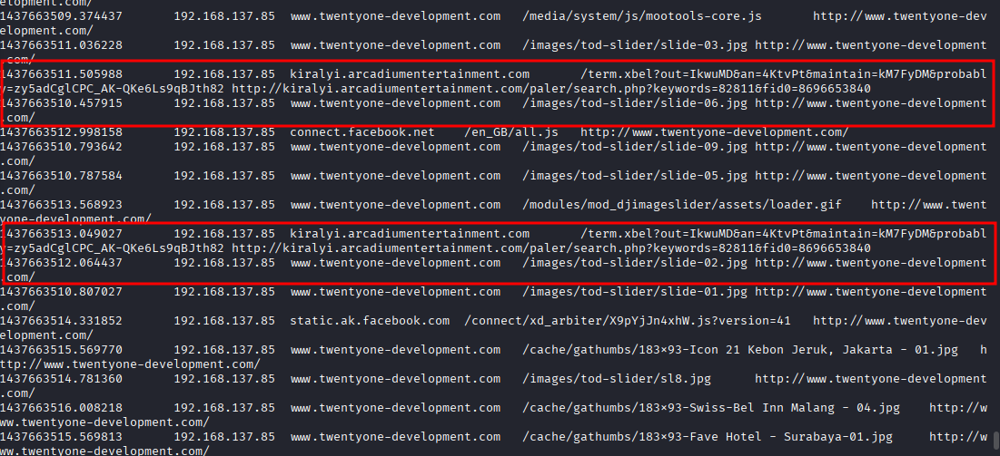 elopment.com/
1437663509.374437 192.168.137.85 www.twentyone-development.com /media/system/js/mootools-core.js http://www.twentyone-dev
elopment.com/
1437663511.036228 192.168.137.85 www.twentyone-development.com /images/tod-slider/slide-03.jpg http://www.twentyone-development
.com/
1437663511.505988 192.168.137.85 kiralyi.arcadiumentertainment.com /term.xbel?out=IkwuMD&an=4KtvPt&maintain=kM7FyDM&probabl
y=zy5adCglCPC_AK-QKe6Ls9qBJth82 http://kiralyi.arcadiumentertainment.com/paler/search.php?keywords=82811&fid0=8696653840
1437663510.457915 192.168.137.85 www.twentyone-development.com /images/tod-slider/slide-06.jpg http://www.twentyone-development
.com/
1437663512.998158 192.168.137.85 connect.facebook.net /en_GB/all.js http://www.twentyone-development.com/
1437663510.793642 192.168.137.85 www.twentyone-development.com /images/tod-slider/slide-09.jpg http://www.twentyone-development
.com/
1437663510.787584 192.168.137.85 www.twentyone-development.com /images/tod-slider/slide-05.jpg http://www.twentyone-development
.com/
1437663513.568923 192.168.137.85 www.twentyone-development.com /modules/mod_djimageslider/assets/loader.gif http://www.twent
yone-development.com/
1437663513.049027 192.168.137.85 kiralyi.arcadiumentertainment.com /term.xbel?out=IkwuMD&an=4KtvPt&maintain=kM7FyDM&probabl
y=zy5adCglCPC_AK-QKe6Ls9qBJth82 http://kiralyi.arcadiumentertainment.com/paler/search.php?keywords=82811&fid0=8696653840
1437663512.064437 192.168.137.85 www.twentyone-development.com /images/tod-slider/slide-02.jpg http://www.twentyone-development
.com/
1437663510.807027 192.168.137.85 www.twentyone-development.com /images/tod-slider/slide-01.jpg http://www.twentyone-development
.com/
1437663514.331852 192.168.137.85 static.ak.facebook.com /connect/xd_arbiter/X9pYjJn4xhW.js?version=41 http://www.twentyone-dev
elopment.com/
1437663515.569770 192.168.137.85 www.twentyone-development.com /cache/gathumbs/183×93-Icon 21 Kebon Jeruk, Jakarta - 01.jpg h
ttp://www.twentyone-development.com/
1437663514.781360 192.168.137.85 www.twentyone-development.com /images/tod-slider/sl8.jpg http://www.twentyone-development
.com/
1437663516.008218 192.168.137.85 www.twentyone-development.com /cache/gathumbs/183×93-Swiss-Bel Inn Malang - 04.jpg http://w
ww.twentyone-development.com/
1437663515.569813 192.168.137.85 www.twentyone-development.com /cache/gathumbs/183×93-Fave Hotel - Surabaya-01.jpg http://w
ww.twentyone-development.com/